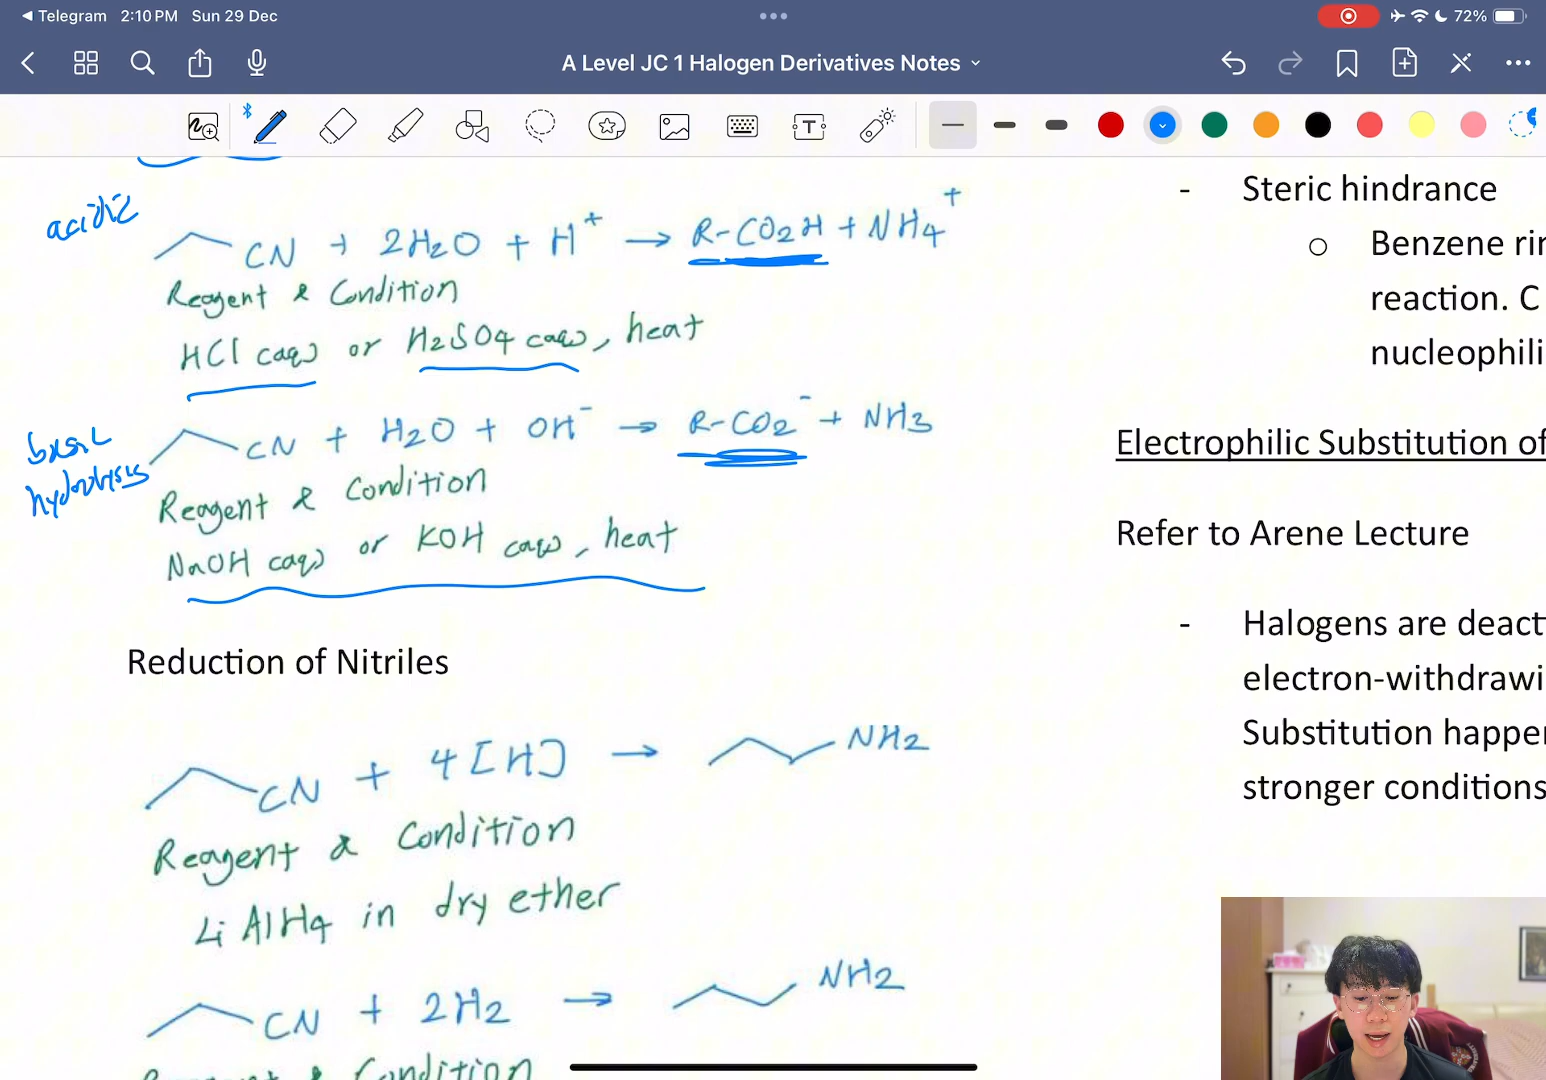 Telegram 2:10 PM Sun 29 Dec
72%
A Level JC 1 Halogen Derivatives Notes
acidic
CN + 2H2O + H+ → R-CO2H + NH4+
Reagent & Condition
HCl (aq) or H2SO4 (aq), heat
basic
hydrolysis
CN + H2O + OH- → R-CO2- + NH3
Reagent & Condition
NaOH (aq) or KOH (aq), heat
Reduction of Nitriles
CN + 4[H] → NH2
Reagent & Condition
LiAlH4 in dry ether
CN + 2H2 → NH2
Reagent & Condition
- Steric hindrance
o Benzene rin
reaction. C
nucleophili
Electrophilic Substitution of
Refer to Arene Lecture
- Halogens are deact
electron-withdrawi
Substitution happen
stronger conditions